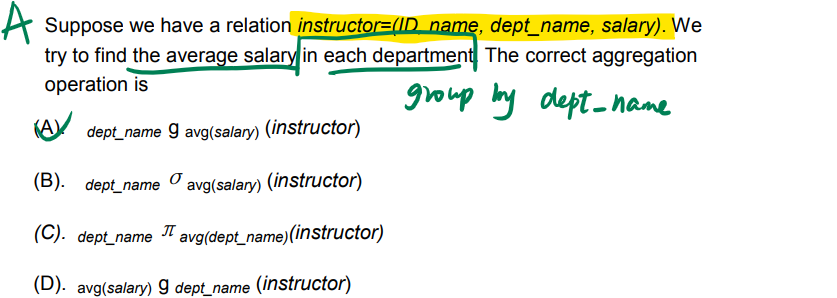 A Suppose we have a relation instructor=(ID, name, dept_name, salary). We
try to find the average salary in each department. The correct aggregation
operation is
group by dept_name
(A). dept_name g avg(salary) (instructor)
(B). dept_name σ avg(salary) (instructor)
(C). dept_name π avg(dept_name)(instructor)
(D). avg(salary) g dept_name (instructor)